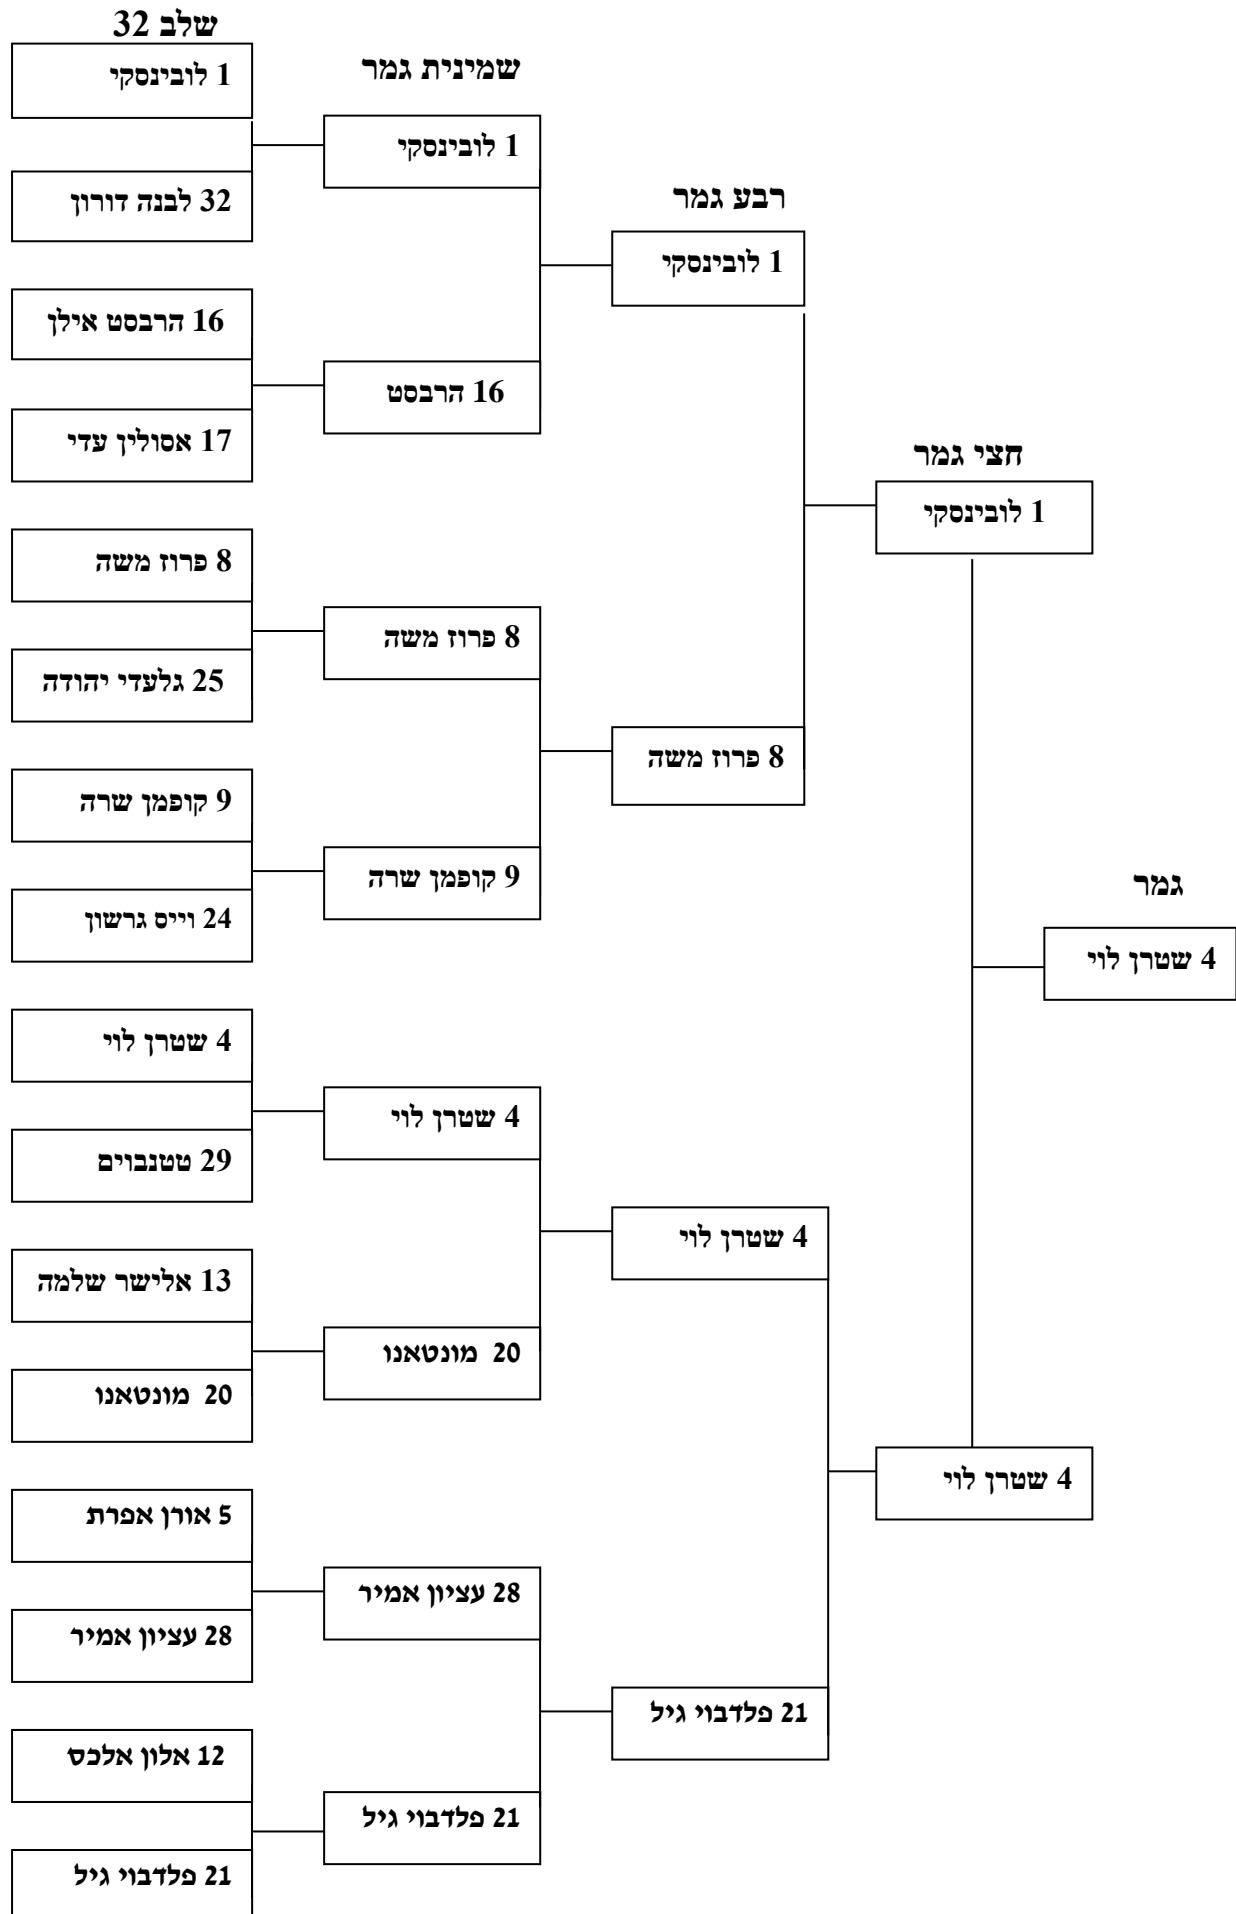 שלב 32
1 לובינסקי
32 לבנה דורון
16 הרבסט אילן
17 אסולין עדי
8 פרוז משה
25 גלעדי יהודה
9 קופמן שרה
24 וייס גרשון
4 שטרן לוי
29 טטנבוים
13 אלישר שלמה
20 מונטאנו
5 אורן אפרת
28 עציון אמיר
12 אלון אלכס
21 פלדבוי גיל
שמינית גמר
1 לובינסקי
16 הרבסט
8 פרוז משה
9 קופמן שרה
4 שטרן לוי
20 מונטאנו
28 עציון אמיר
21 פלדבוי גיל
רבע גמר
1 לובינסקי
8 פרוז משה
4 שטרן לוי
21 פלדבוי גיל
חצי גמר
1 לובינסקי
4 שטרן לוי
גמר
4 שטרן לוי